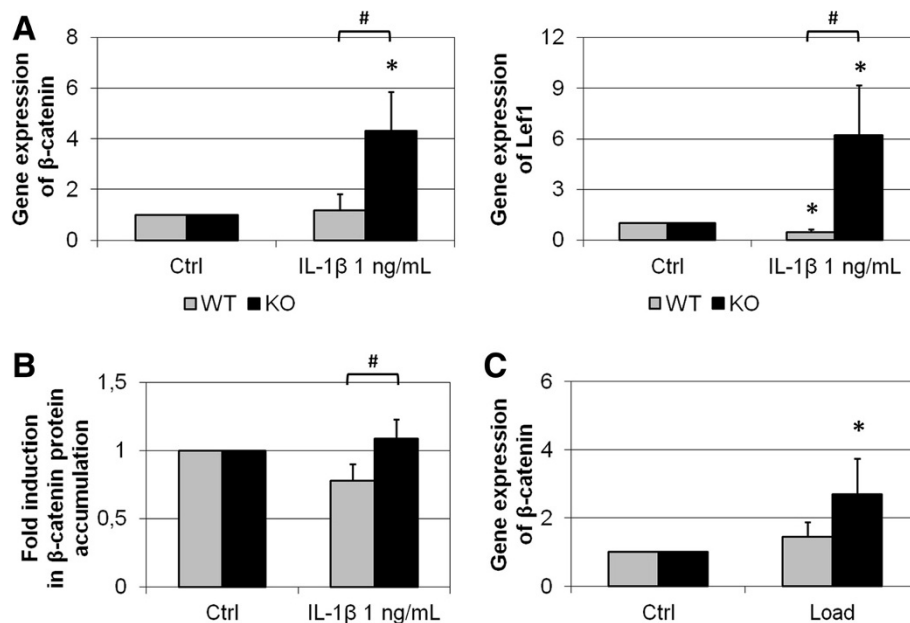 A
Gene expression
of β-catenin
8
6
4
2
0
#
*
Ctrl
IL-1β 1 ng/mL
WT
KO
Gene expression
of Lef1
12
9
6
3
0
#
*
*
Ctrl
IL-1β 1 ng/mL
WT
KO
B
Fold induction
in β-catenin protein
accumulation
1,5
1
0,5
0
#
Ctrl
IL-1β 1 ng/mL
C
Gene expression
of β-catenin
6
4
2
0
*
Ctrl
Load